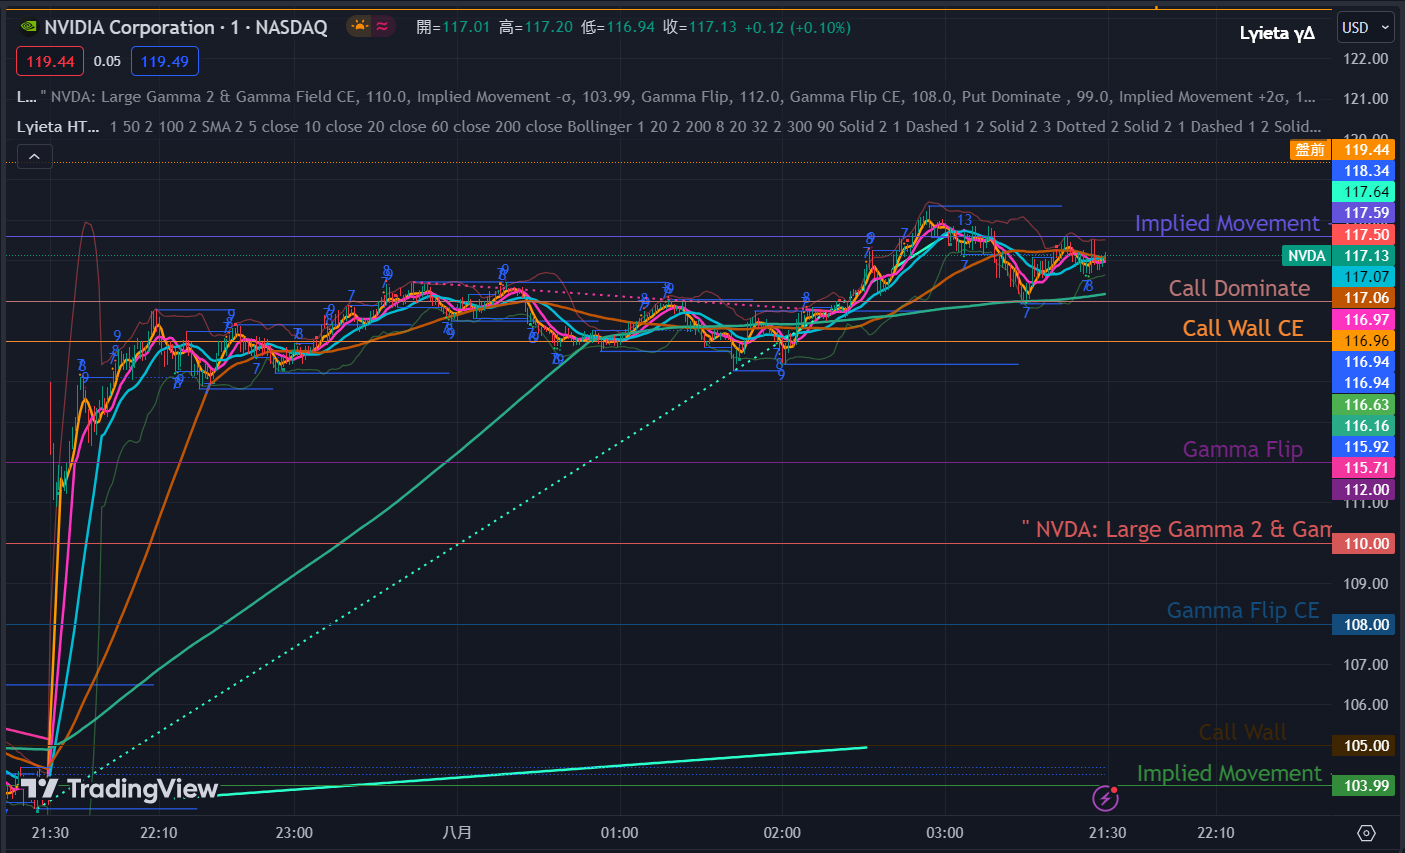 NVIDIA Corporation · 1 · NASDAQ 開=117.01 高=117.20 低=116.94 收=117.13 +0.12 (+0.10%)
Lyieta γΔ
USD
119.44 0.05 119.49
L... " NVDA: Large Gamma 2 & Gamma Field CE, 110.0, Implied Movement -σ, 103.99, Gamma Flip, 112.0, Gamma Flip CE, 108.0, Put Dominate , 99.0, Implied Movement +2σ, 1...
Lyieta HT... 1 50 2 100 2 SMA 2 5 close 10 close 20 close 60 close 200 close Bollinger 1 20 2 200 8 20 32 2 300 90 Solid 2 1 Dashed 1 2 Solid 2 3 Dotted 2 Solid 2 1 Dashed 1 2 Solid...
122.00
121.00
120.00
盤前 119.44
118.34
117.64
117.59
Implied Movement
117.50
NVDA 117.13
117.07
Call Dominate
117.06
116.97
Call Wall CE
116.96
116.94
116.94
116.63
116.16
115.92
Gamma Flip
115.71
112.00
111.00
" NVDA: Large Gamma 2 & Gam
110.00
109.00
Gamma Flip CE
108.00
107.00
106.00
Call Wall
105.00
Implied Movement
103.99
TradingView
21:30 22:10 23:00 八月 01:00 02:00 03:00 21:30 22:10